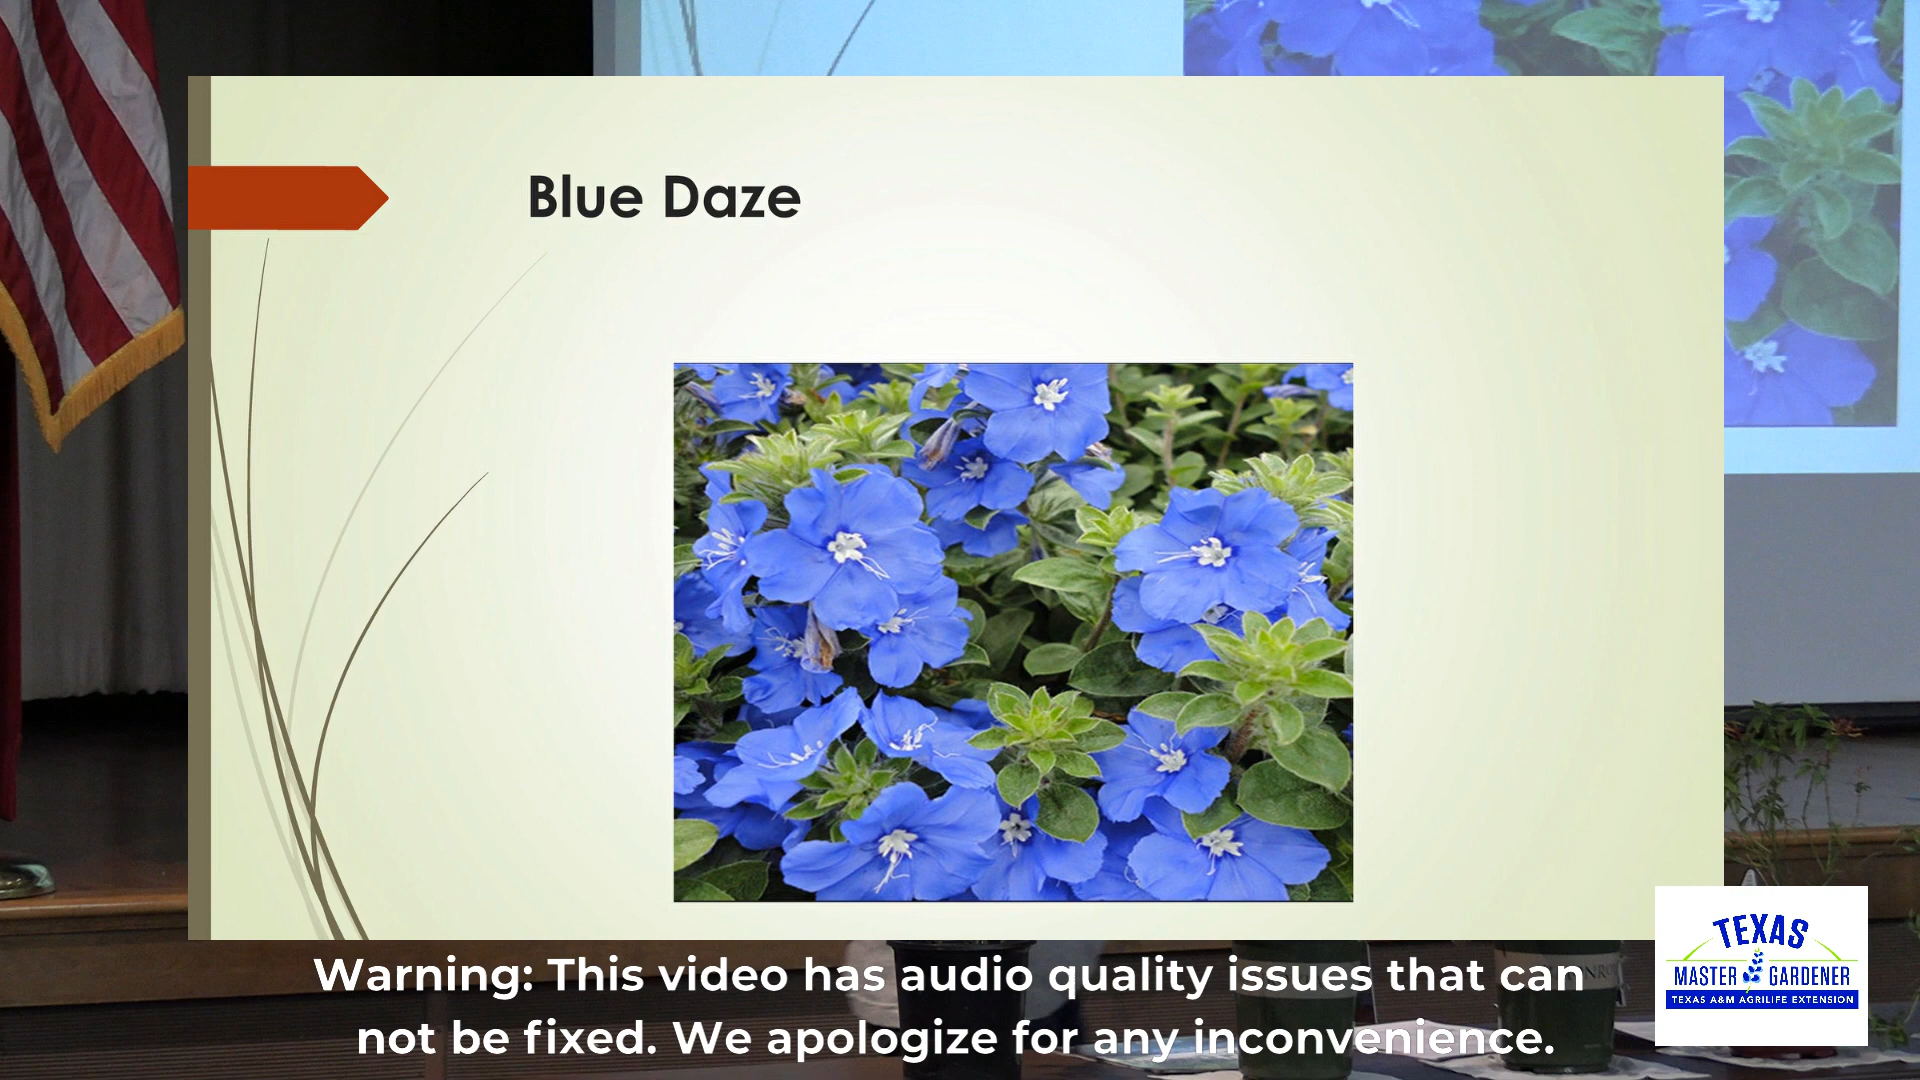 Blue Daze
Warning: This video has audio quality issues that can
not be fixed. We apologize for any inconvenience.
TEXAS
MASTER GARDENER
TEXAS A&M AGRILIFE EXTENSION